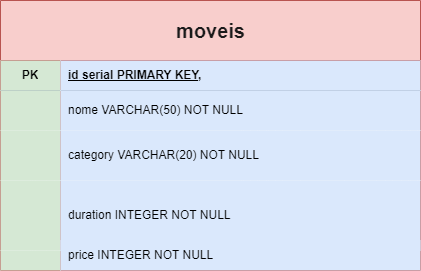 moveis
PK id serial PRIMARY KEY,
nome VARCHAR(50) NOT NULL
category VARCHAR(20) NOT NULL
duration INTEGER NOT NULL
price INTEGER NOT NULL